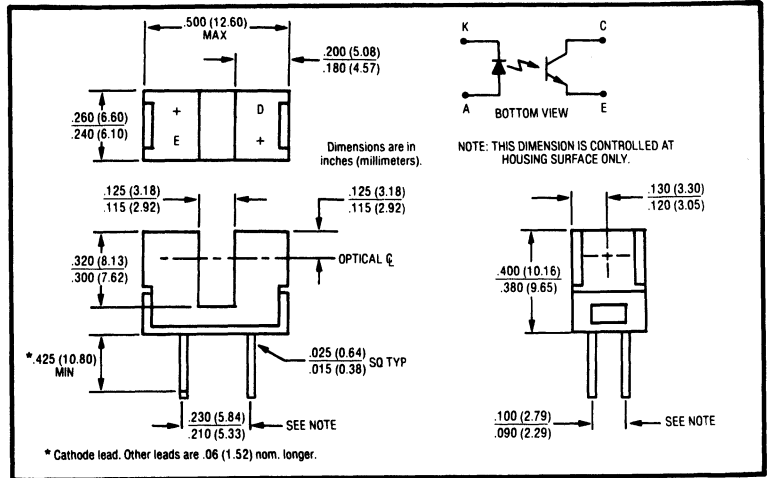 .500 (12.60)
MAX
.200 (5.08)
.180 (4.57)
K
C
A
E
BOTTOM VIEW
.260 (6.60)
.240 (6.10)
+
E
D
+
Dimensions are in
inches (millimeters).
NOTE: THIS DIMENSION IS CONTROLLED AT
HOUSING SURFACE ONLY.
.125 (3.18)
.115 (2.92)
.125 (3.18)
.115 (2.92)
.130 (3.30)
.120 (3.05)
.320 (8.13)
.300 (7.62)
OPTICAL ℄
.400 (10.16)
.380 (9.65)
*.425 (10.80)
MIN
.025 (0.64)
.015 (0.38)
SQ TYP
.230 (5.84)
.210 (5.33)
SEE NOTE
.100 (2.79)
.090 (2.29)
SEE NOTE
* Cathode lead. Other leads are .06 (1.52) nom. longer.